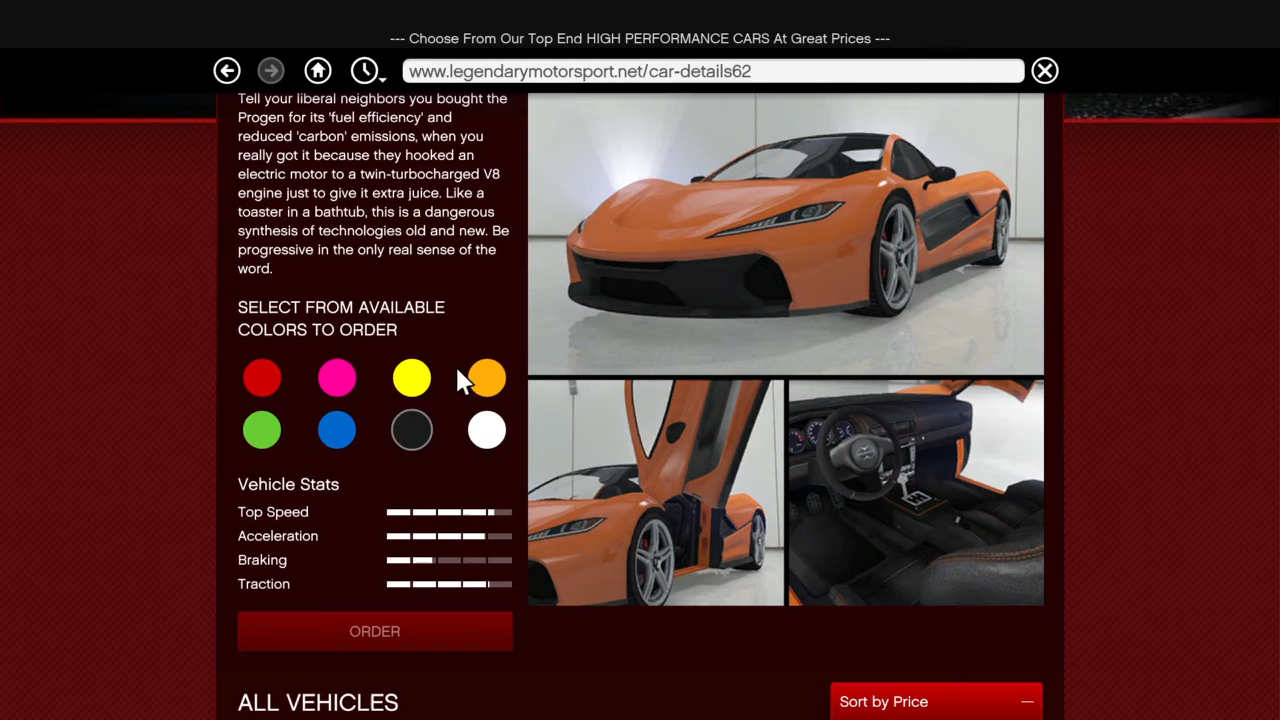 --- Choose From Our Top End HIGH PERFORMANCE CARS At Great Prices ---
www.legendarymotorsport.net/car-details62
Tell your liberal neighbors you bought the
Progen for its 'fuel efficiency' and
reduced 'carbon' emissions, when you
really got it because they hooked an
electric motor to a twin-turbocharged V8
engine just to give it extra juice. Like a
toaster in a bathtub, this is a dangerous
synthesis of technologies old and new. Be
progressive in the only real sense of the
word.
SELECT FROM AVAILABLE
COLORS TO ORDER
Vehicle Stats
Top Speed
Acceleration
Braking
Traction
ORDER
ALL VEHICLES
Sort by Price